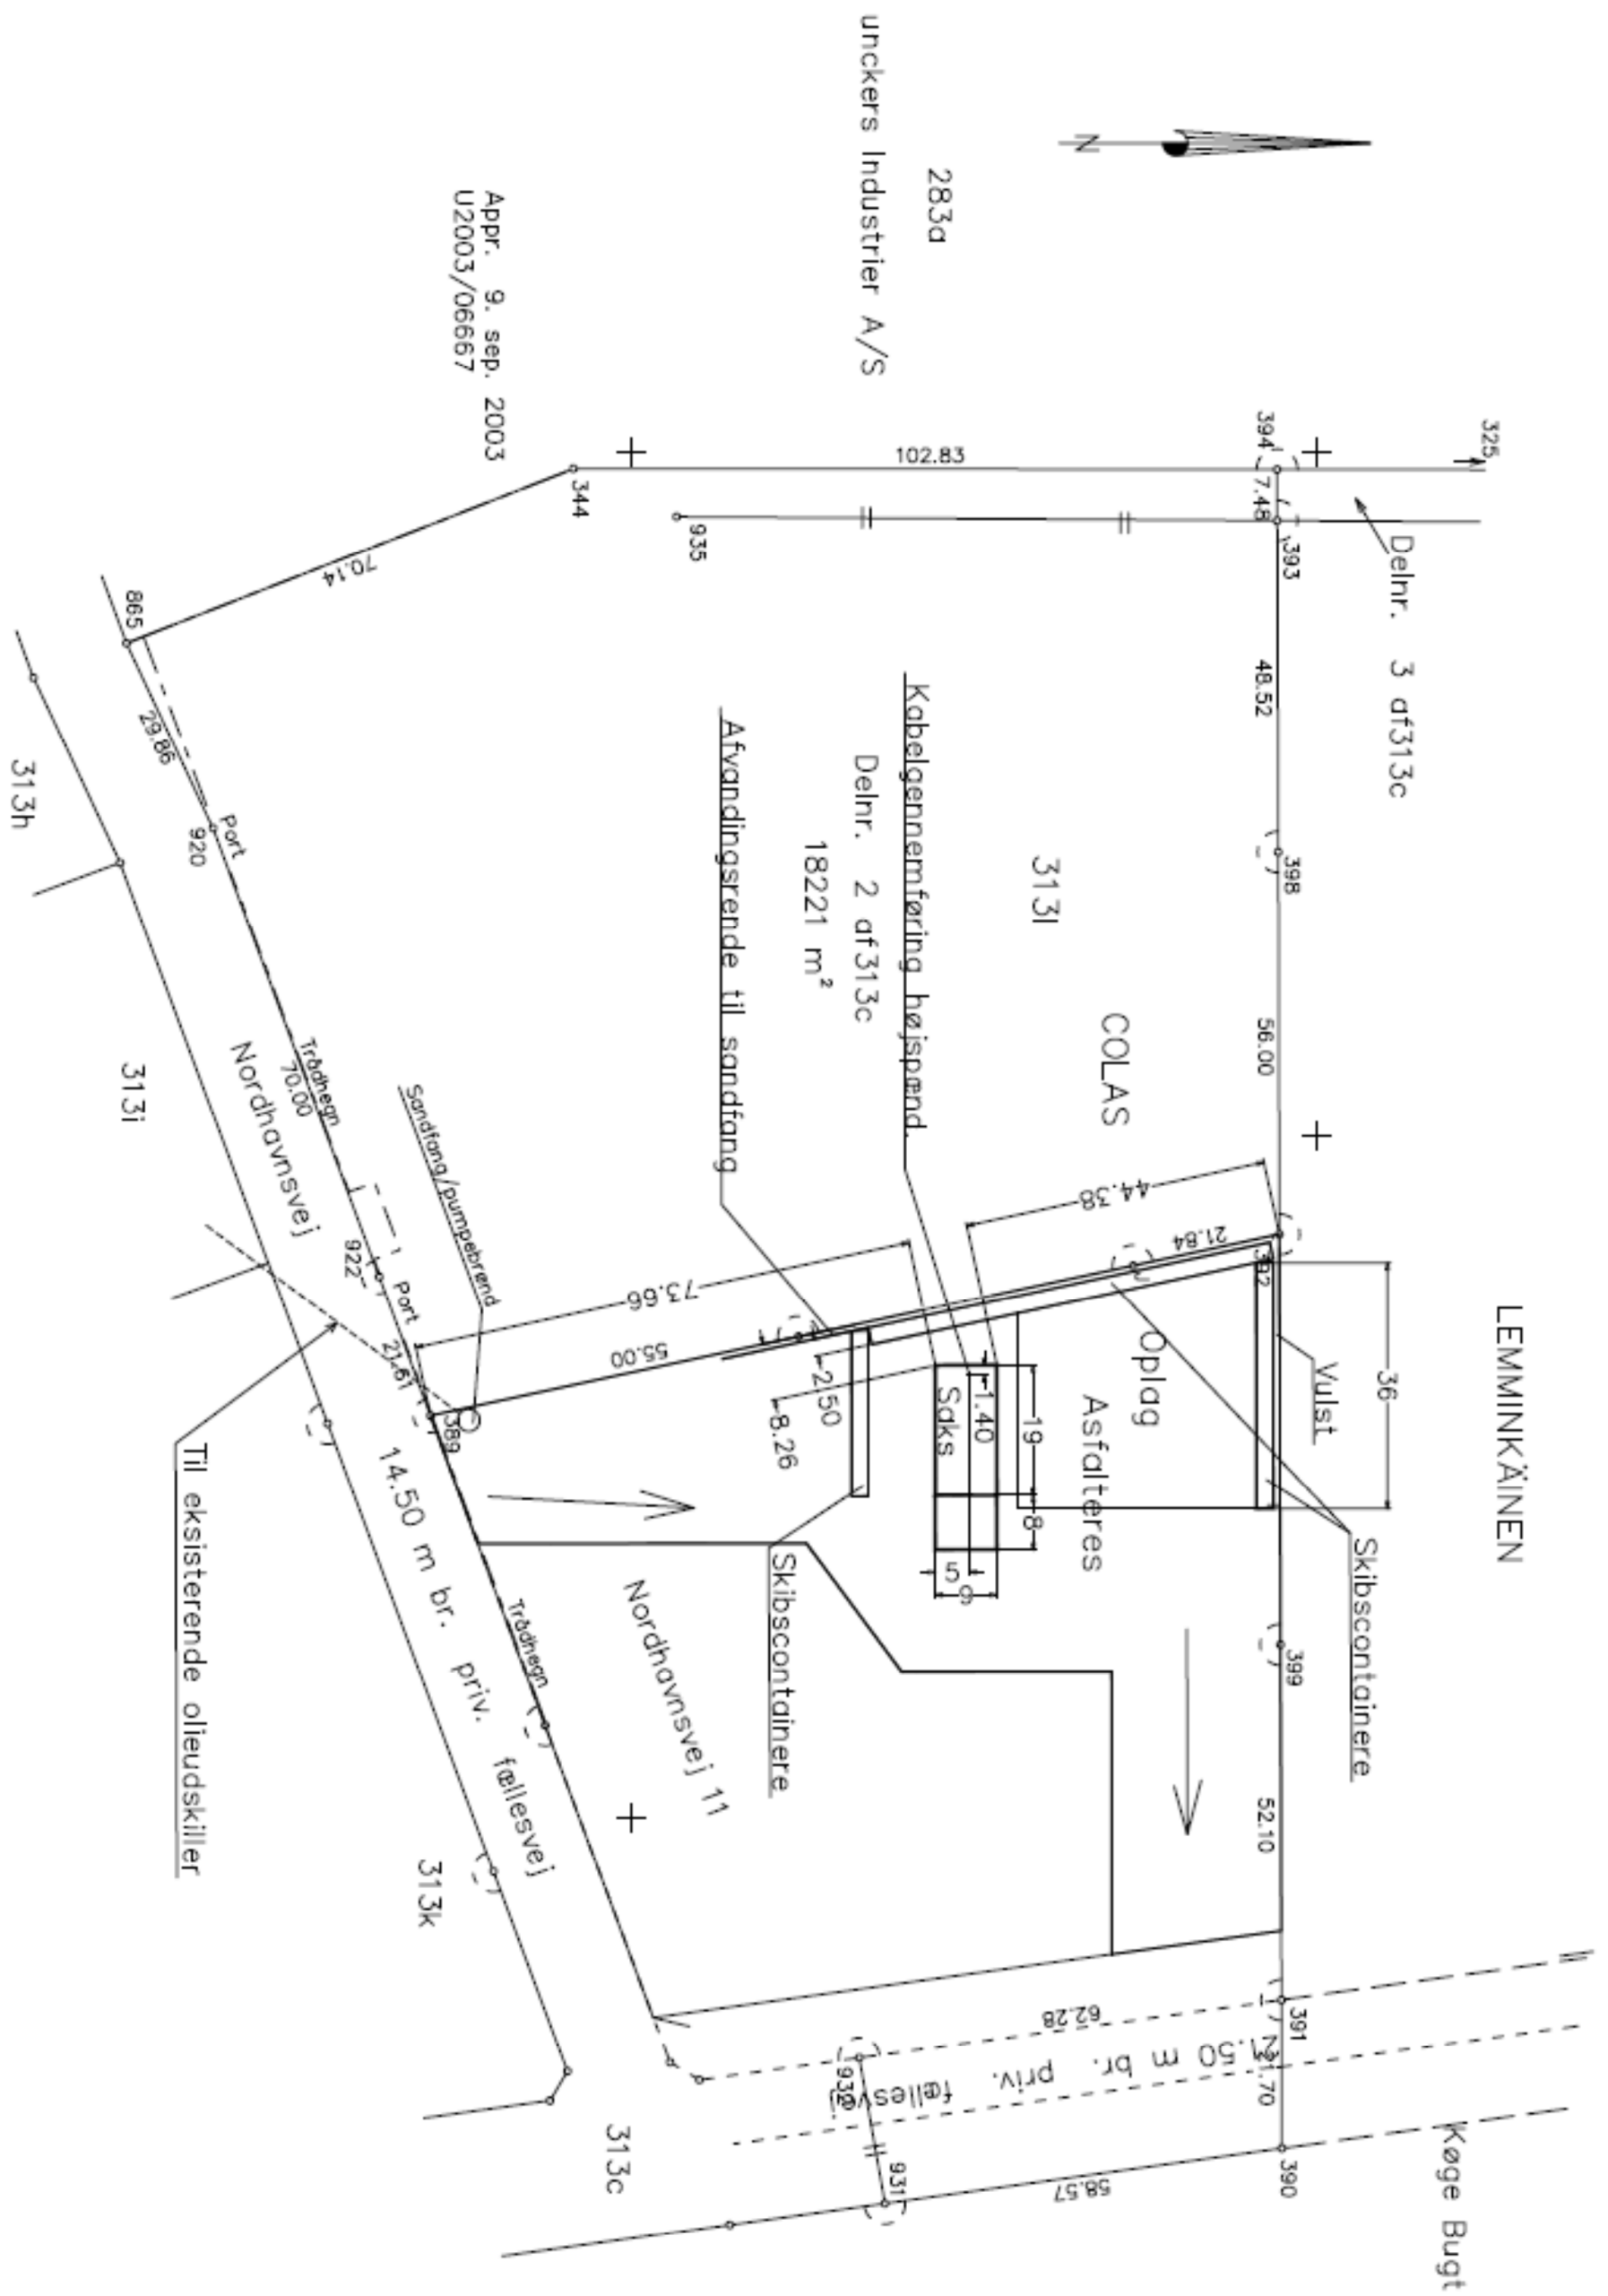 LEMMINKÄINEN
Køge Bugt
325
Delnr. 3 af313c
394
7.48
393
48.52
398
56.00
392
36
Vulst
Skibscontainere
399
52.10
391
21.70
390
N
283a
unckers Industrier A/S
Appr. 9. sep. 2003
U2003/06667
102.83
344
935
70.14
865
29.86
920
Port
313l
COLAS
Kabelgennemføring højspænd.
Delnr. 2 af313c
18221 m²
Afvandingsrende til sandfang
44.38
21.84
73.66
55.00
Oplag
Asfalteres
19
8
1.40
Saks
5
9
2.50
8.26
Skibscontainere
Nordhavnsvej 11
62.28
21.50 m br. priv. fællesvej
932
931
58.57
Trådhegn
70.00
Sandfang/pumpebrønd
922
Port
21.61
389
Trådhegn
Nordhavnsvej
14.50 m br. priv. fællesvej
313h
313i
313k
313c
Til eksisterende olieudskiller